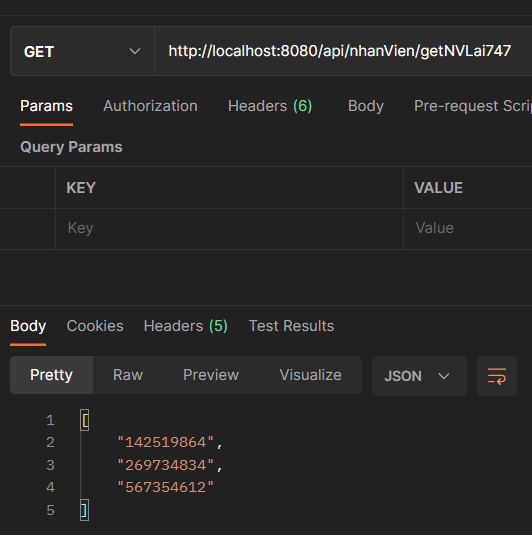 GET http://localhost:8080/api/nhanVien/getNVLai747
Params Authorization Headers (6) Body Pre-request Scri
Query Params
KEY VALUE
Key Value
Body Cookies Headers (5) Test Results
Pretty Raw Preview Visualize JSON
1 [
2 "142519864",
3 "269734834",
4 "567354612"
5 ]